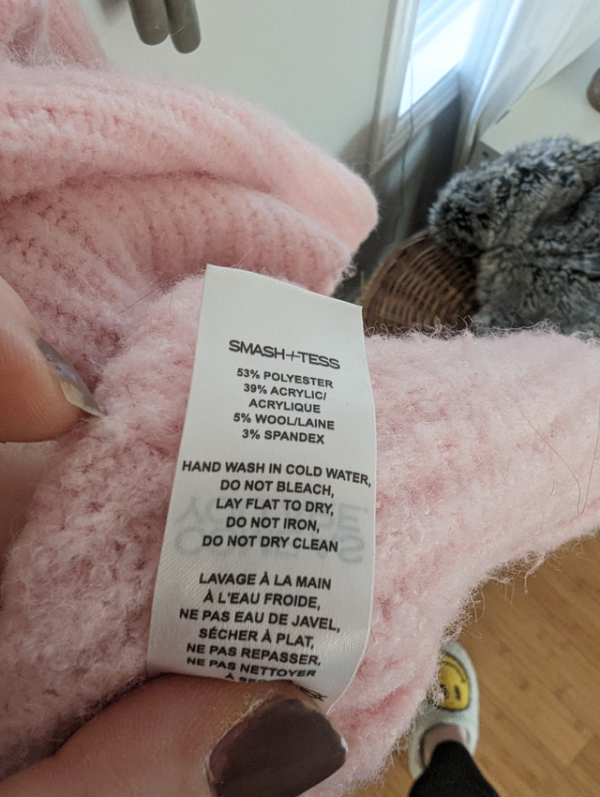 SMASH+TESS
53% POLYESTER
39% ACRYLIC/
ACRYLIQUE
5% WOOL/LAINE
3% SPANDEX
HAND WASH IN COLD WATER,
DO NOT BLEACH,
LAY FLAT TO DRY,
DO NOT IRON,
DO NOT DRY CLEAN
LAVAGE À LA MAIN
À L'EAU FROIDE,
NE PAS EAU DE JAVEL,
SÉCHER À PLAT,
NE PAS REPASSER,
NE PAS NETTOYER
À